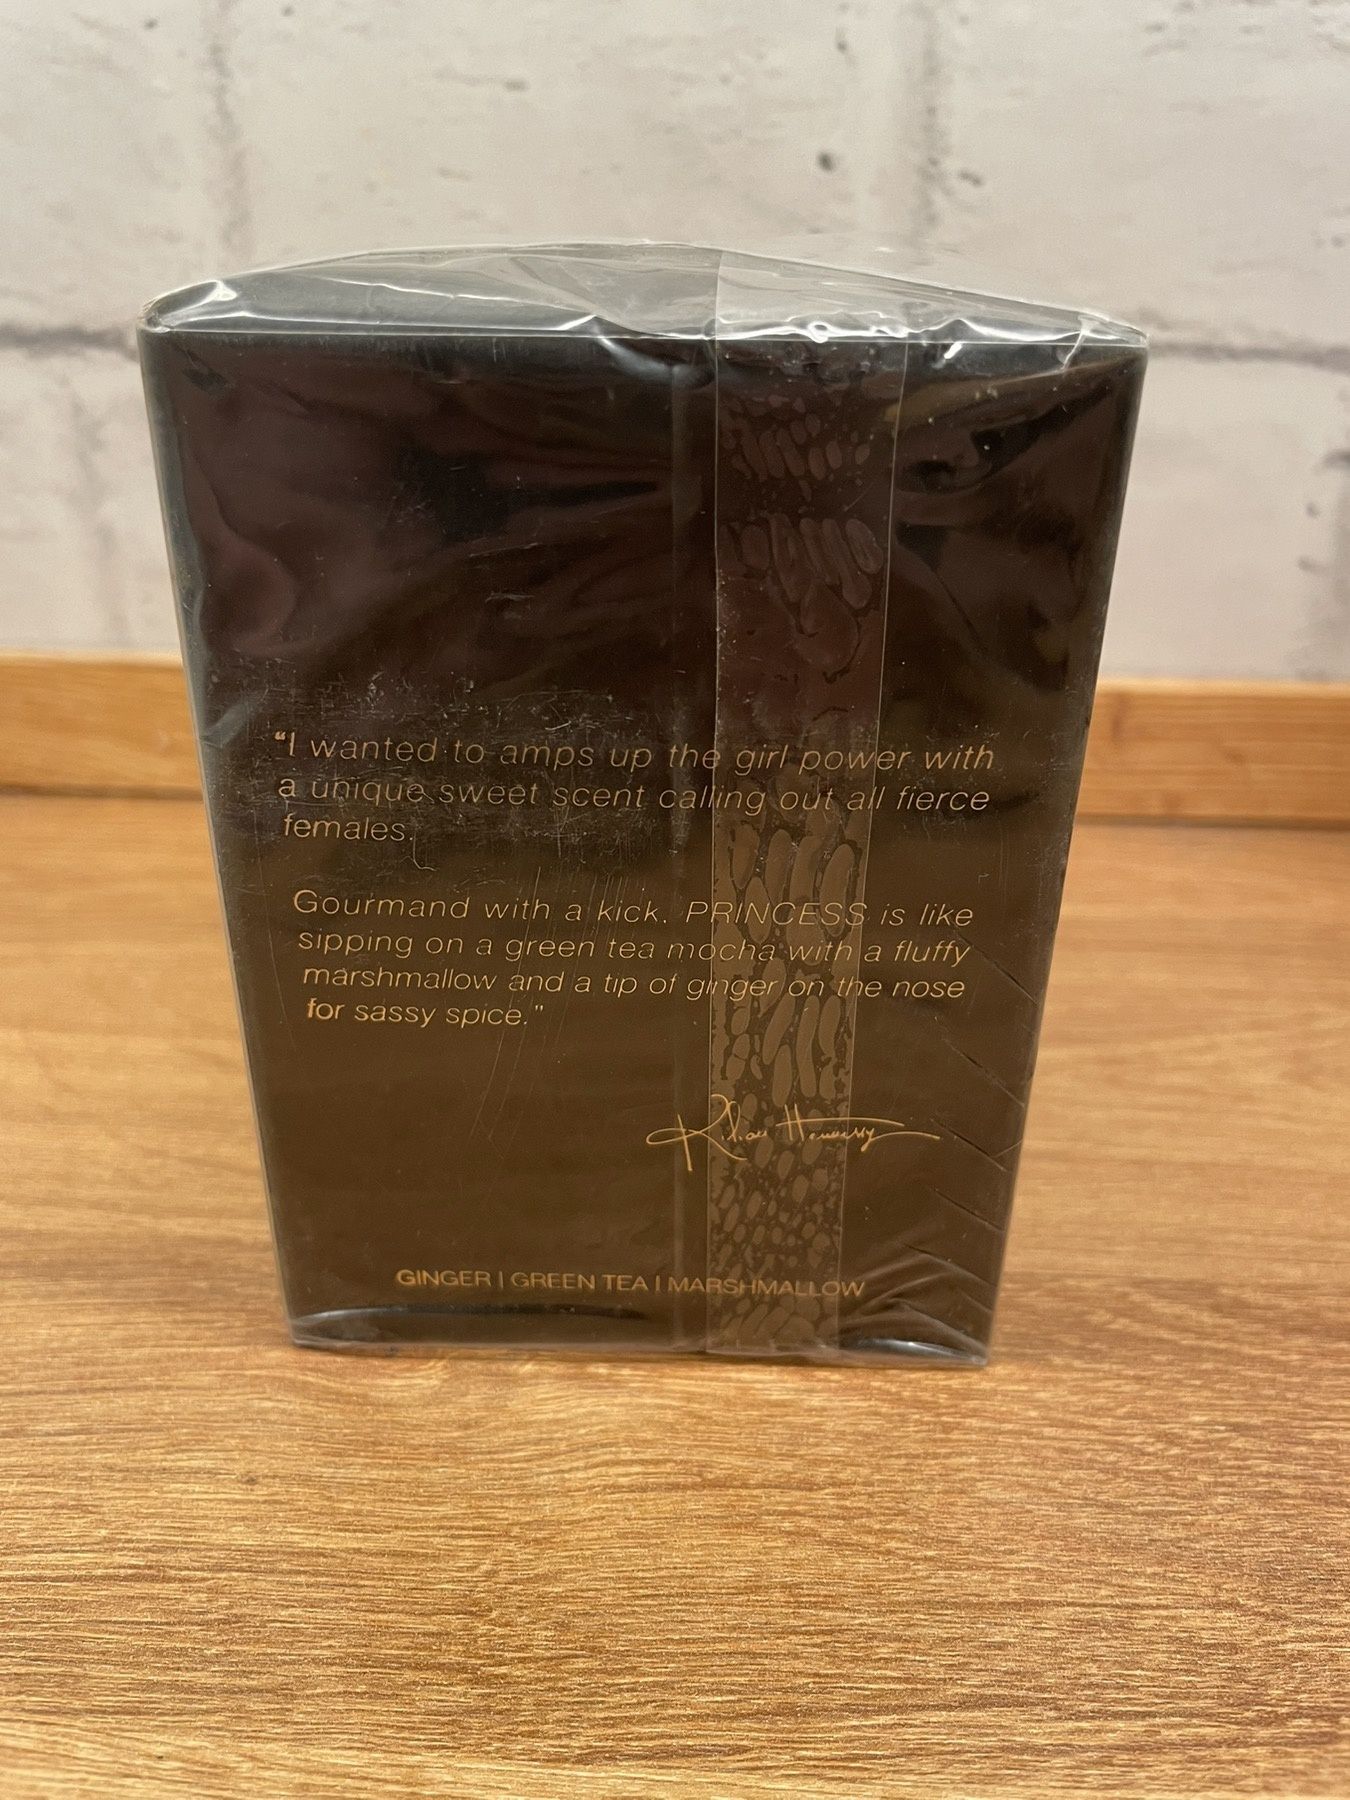 “I wanted to amps up the girl power with
a unique sweet scent calling out all fierce
females.
Gourmand with a kick, PRINCESS is like
sipping on a green tea mocha with a fluffy
marshmallow and a tip of ginger on the nose
for sassy spice.”
Kilian Hennessy
GINGER | GREEN TEA | MARSHMALLOW